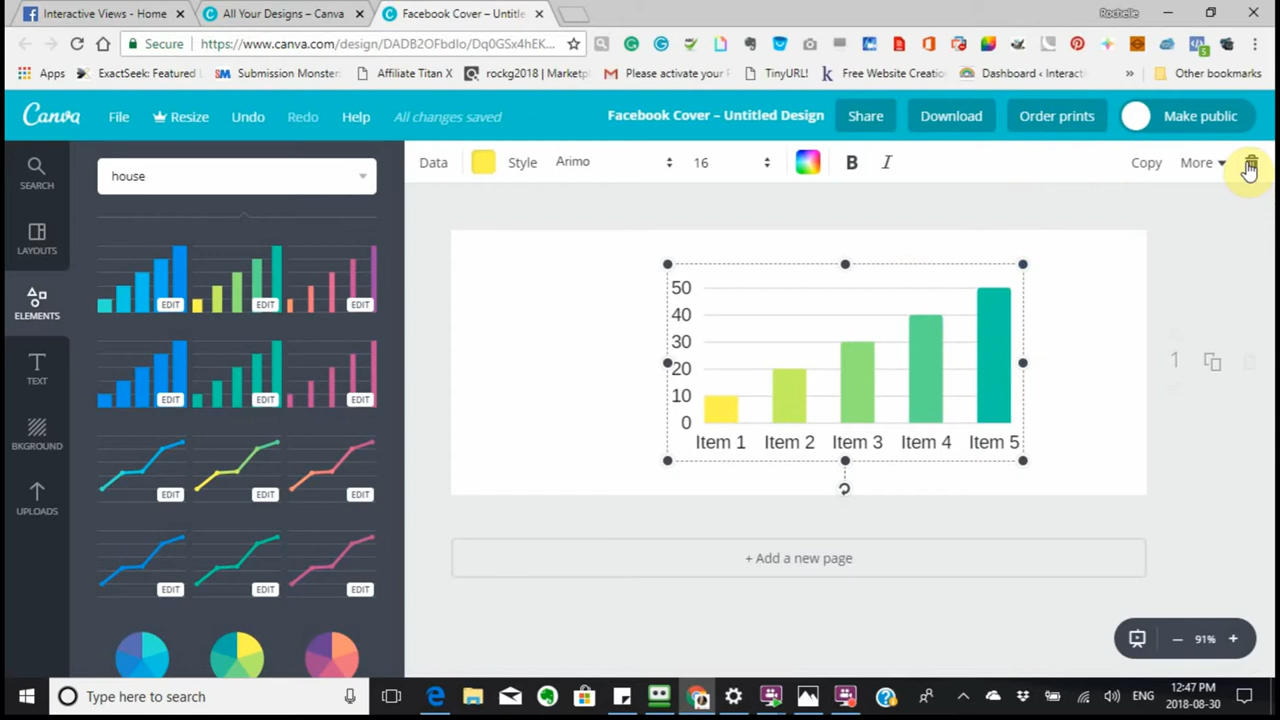 Interactive Views - Home
All Your Designs – Canva
Facebook Cover – Untitle
Rochelle
Secure
https://www.canva.com/design/DADB2OFbdlo/Dq0GSx4hEK...
5
Apps
ExactSeek: Featured L
Submission Monster:
Affiliate Titan X
rockg2018 | Marketpl
Please activate your F
TinyURL!
Free Website Creatio
Dashboard ‹ Interacti
»
Other bookmarks
Canva
File
Resize
Undo
Redo
Help
All changes saved
Facebook Cover – Untitled Design
Share
Download
Order prints
Make public
SEARCH
LAYOUTS
ELEMENTS
TEXT
BKGROUND
UPLOADS
house
EDIT
EDIT
EDIT
EDIT
EDIT
EDIT
EDIT
EDIT
EDIT
EDIT
EDIT
EDIT
Data
Style
Arimo
16
B
I
Copy
More
50
40
30
20
10
0
Item 1
Item 2
Item 3
Item 4
Item 5
1
+ Add a new page
– 91% +
Type here to search
ENG
12:47 PM
2018-08-30